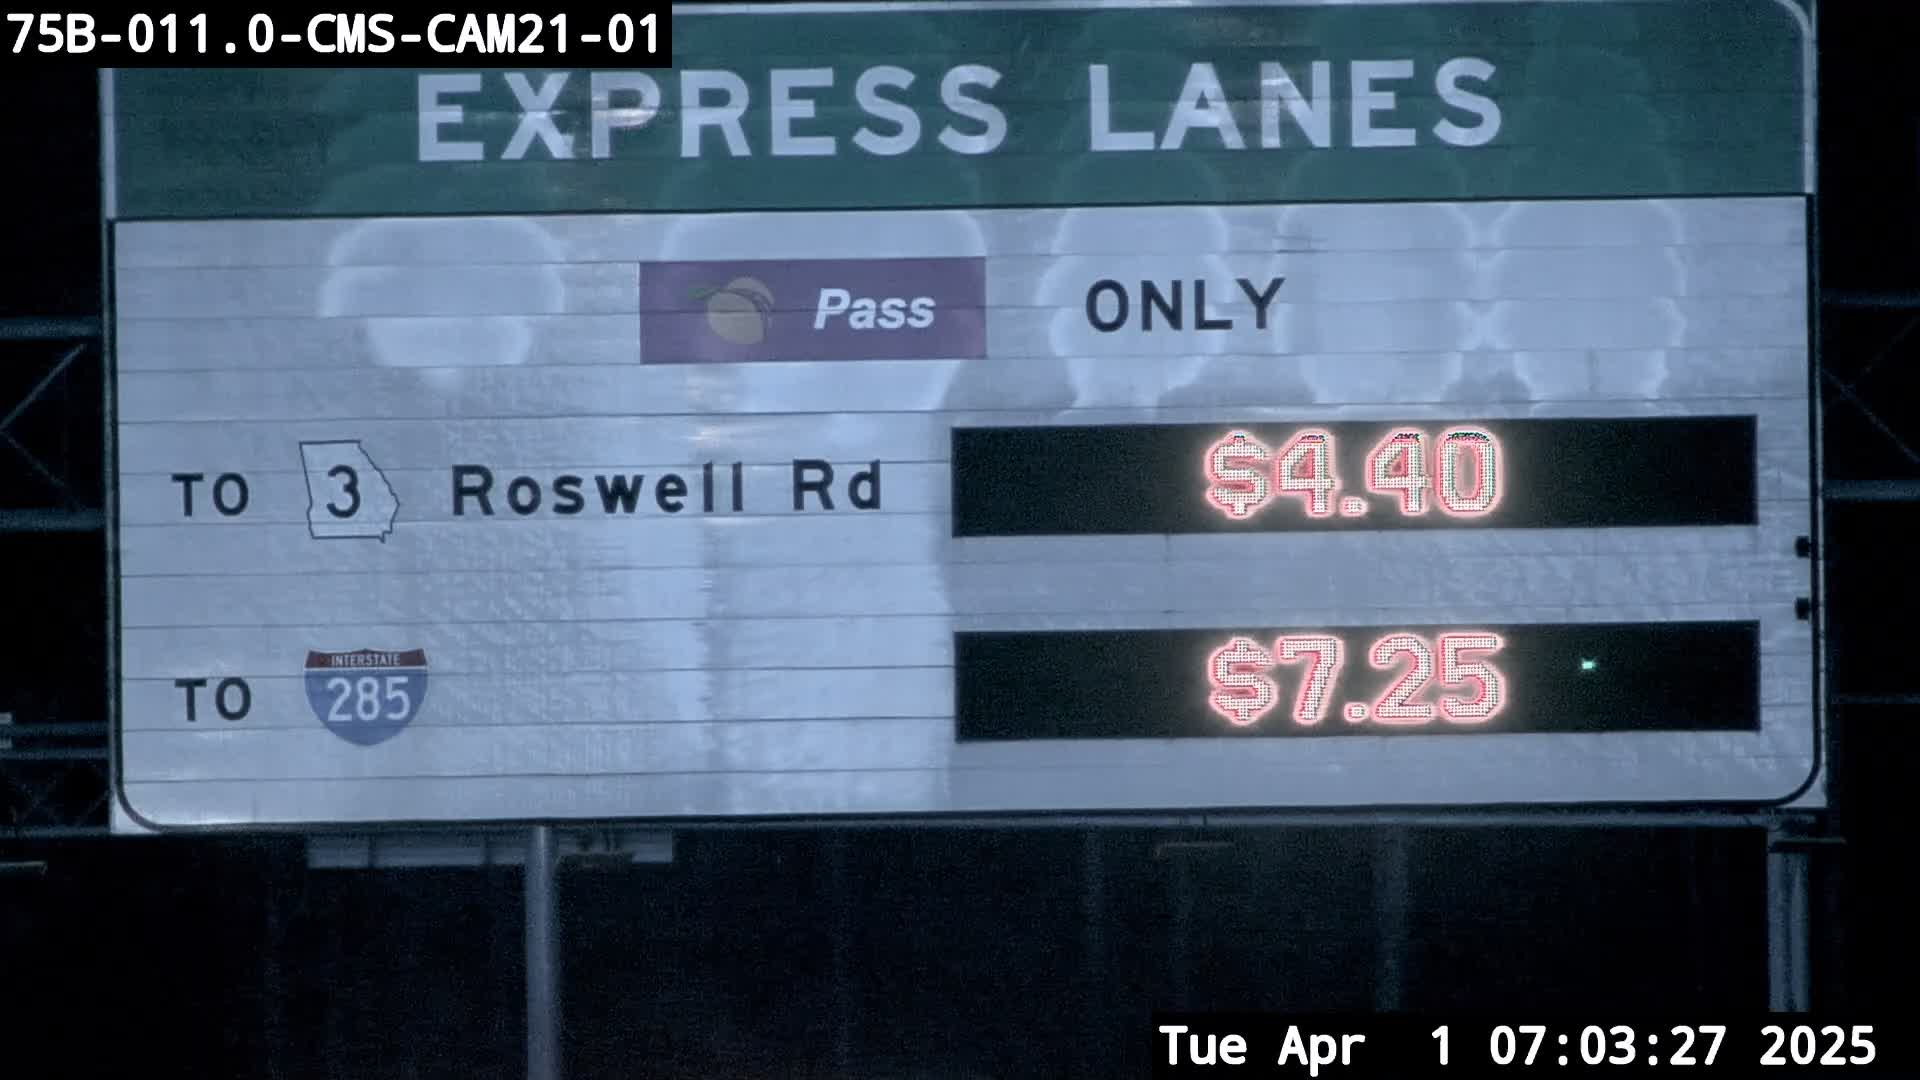 75B-011.0-CMS-CAM21-01
EXPRESS LANES
Pass ONLY
TO 3 Roswell Rd $4.40
TO INTERSTATE 285 $7.25
Tue Apr 1 07:03:27 2025